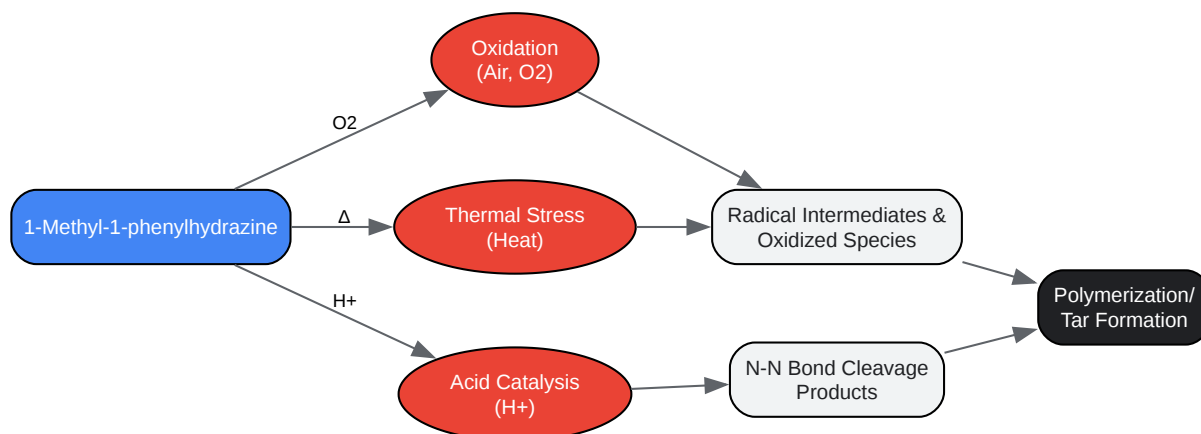 Oxidation
(Air, O2)
O2
1-Methyl-1-phenylhydrazine
Δ
Thermal Stress
(Heat)
Radical Intermediates &
Oxidized Species
H+
Polymerization/
Tar Formation
Acid Catalysis
(H+)
N-N Bond Cleavage
Products